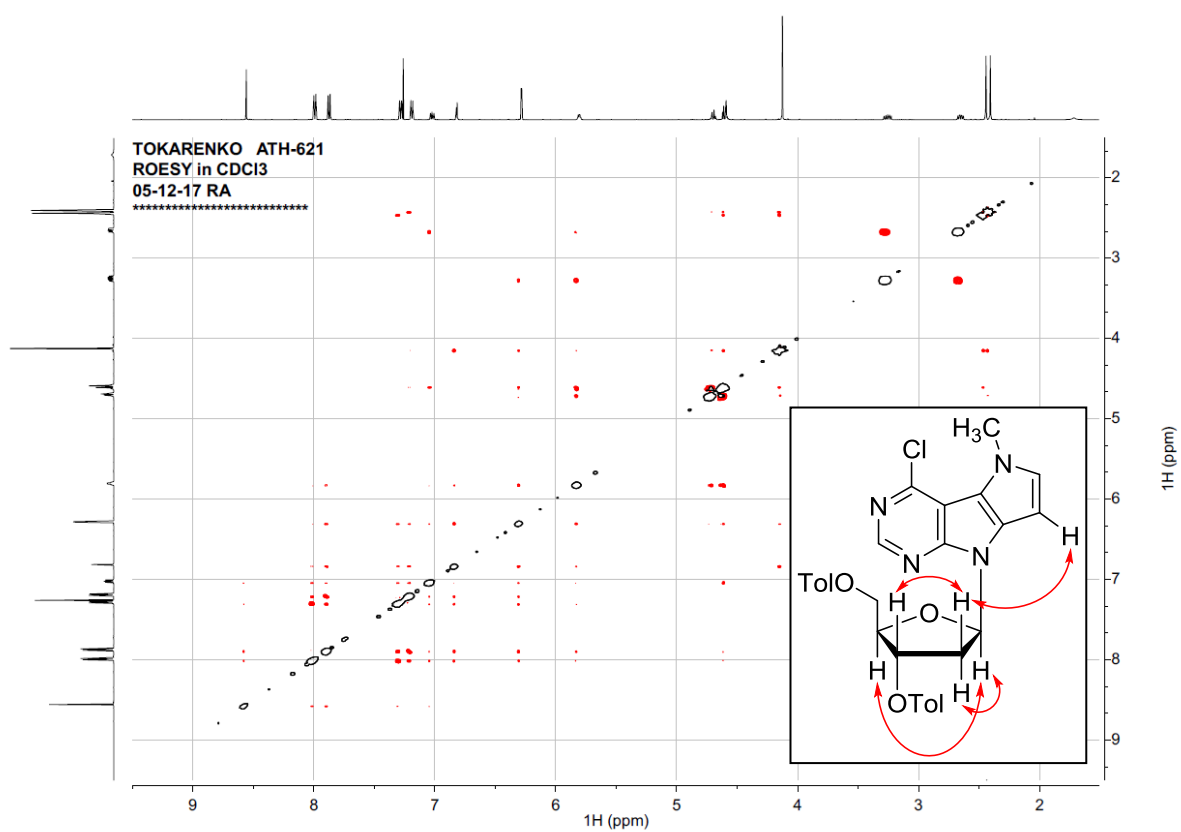 TOKARENKO ATH-621
ROESY in CDCl3
05-12-17 RA
***************************
2
3
4
5
6
7
8
9
1H (ppm)
9 8 7 6 5 4 3 2
1H (ppm)
H₃C
Cl
N
N
H
N
N
TolO
H
H
O
H
H
H
OTol